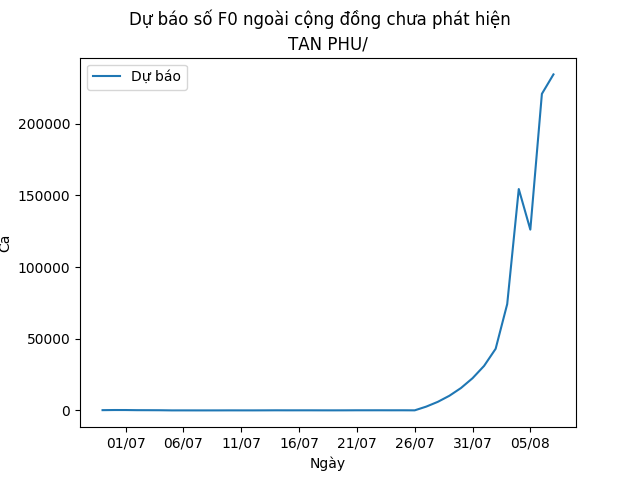 Dự báo số F0 ngoài cộng đồng chưa phát hiện
TAN PHU/
Dự báo
200000
150000
100000
50000
0
Ca
01/07 06/07 11/07 16/07 21/07 26/07 31/07 05/08
Ngày